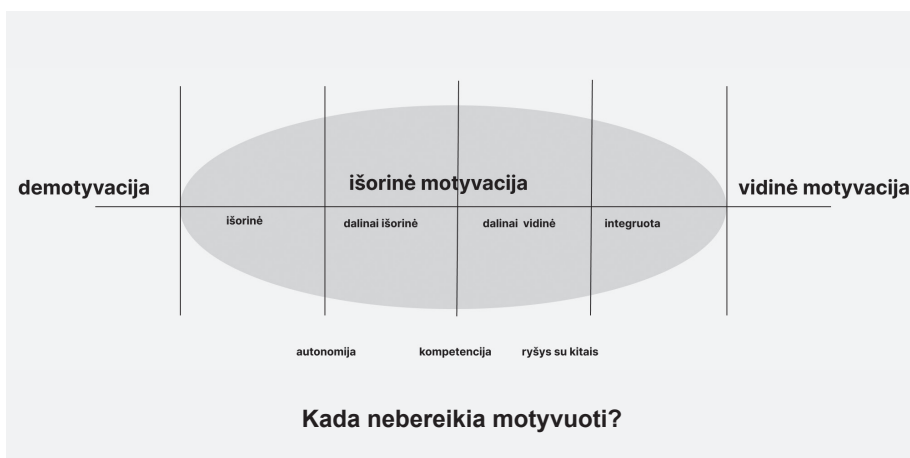 demotyvacija
išorinė motyvacija
vidinė motyvacija
išorinė
dalinai išorinė
dalinai vidinė
integruota
autonomija
kompetencija
ryšys su kitais
Kada nebereikia motyvuoti?